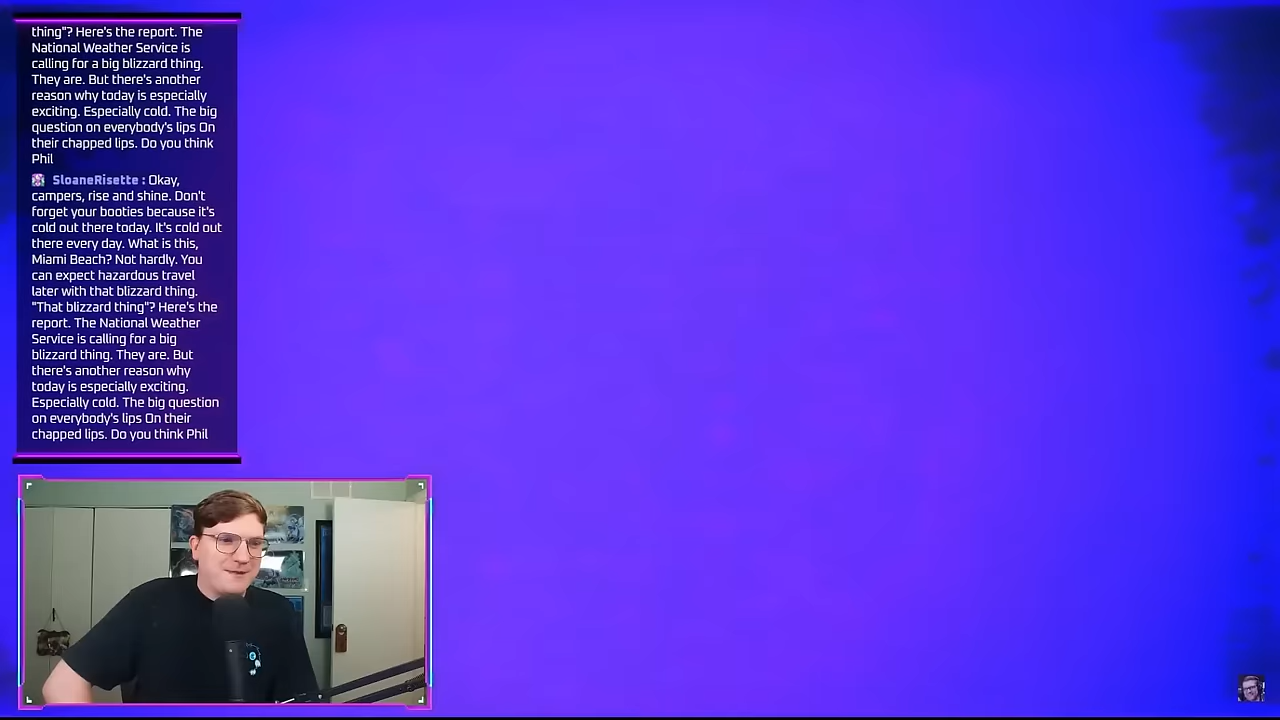 thing"? Here's the report. The
National Weather Service is
calling for a big blizzard thing.
They are. But there's another
reason why today is especially
exciting. Especially cold. The big
question on everybody's lips On
their chapped lips. Do you think
Phil
SloaneRisette : Okay,
campers, rise and shine. Don't
forget your booties because it's
cold out there today. It's cold out
there every day. What is this,
Miami Beach? Not hardly. You
can expect hazardous travel
later with that blizzard thing.
"That blizzard thing"? Here's the
report. The National Weather
Service is calling for a big
blizzard thing. They are. But
there's another reason why
today is especially exciting.
Especially cold. The big question
on everybody's lips On their
chapped lips. Do you think Phil